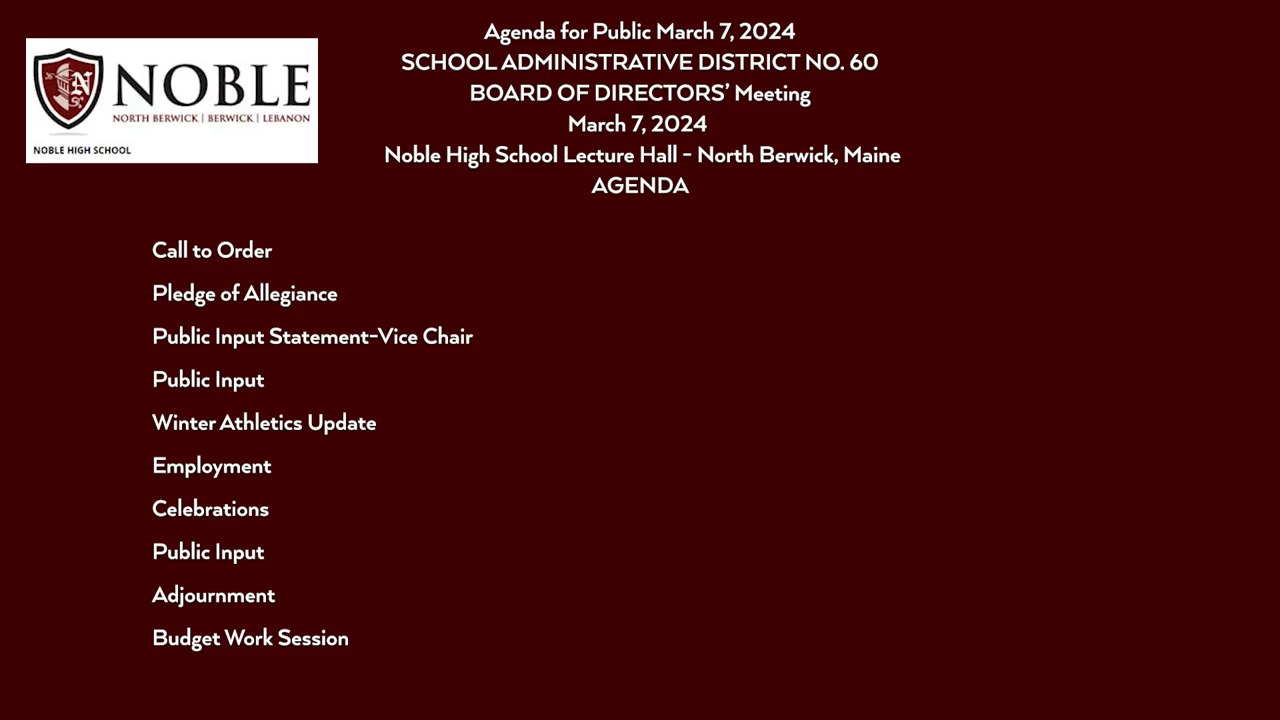 NOBLE
NORTH BERWICK | BERWICK | LEBANON
NOBLE HIGH SCHOOL
Agenda for Public March 7, 2024
SCHOOL ADMINISTRATIVE DISTRICT NO. 60
BOARD OF DIRECTORS’ Meeting
March 7, 2024
Noble High School Lecture Hall - North Berwick, Maine
AGENDA
Call to Order
Pledge of Allegiance
Public Input Statement-Vice Chair
Public Input
Winter Athletics Update
Employment
Celebrations
Public Input
Adjournment
Budget Work Session